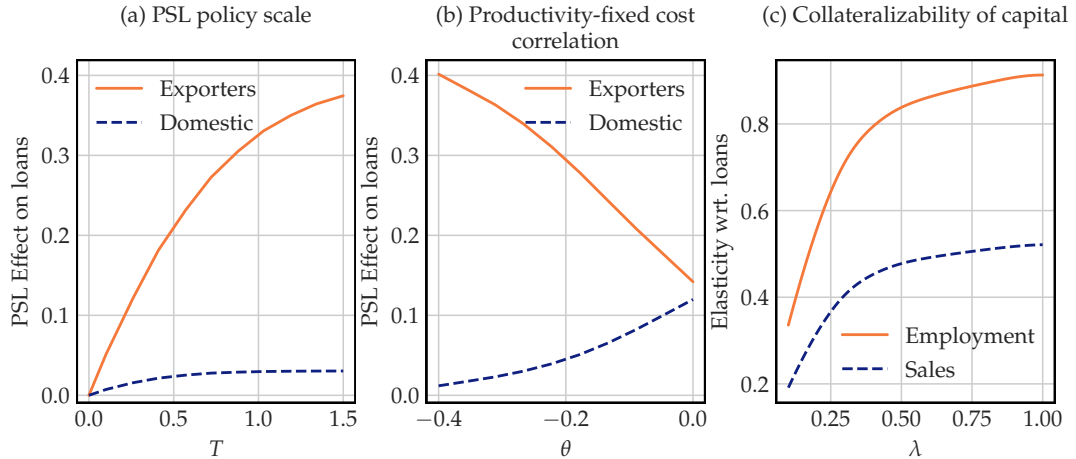 (a) PSL policy scale
PSL Effect on loans
0.4
0.3
0.2
0.1
0.0
Exporters
Domestic
0.0 0.5 1.0 1.5
T
(b) Productivity-fixed cost
correlation
PSL Effect on loans
0.4
0.3
0.2
0.1
0.0
Exporters
Domestic
−0.4 −0.2 0.0
θ
(c) Collateralizability of capital
Elasticity wrt. loans
0.8
0.6
0.4
0.2
Employment
Sales
0.25 0.50 0.75 1.00
λ